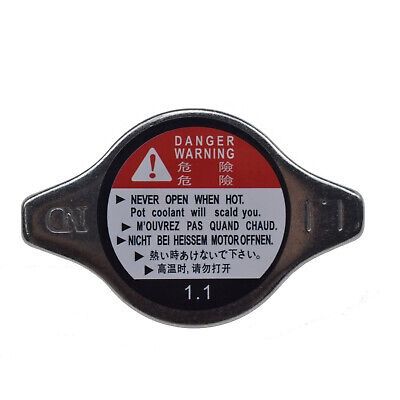 DANGER
WARNING
危 険
危 險
► NEVER OPEN WHEN HOT.
Pot coolant will scald you.
► M'OUVREZ PAS QUAND CHAUD.
► NICHT BEI HEISSEM MOTOROFFNEN.
►熱い時あけないで下さい。
► 高温时,请勿打开
1.1